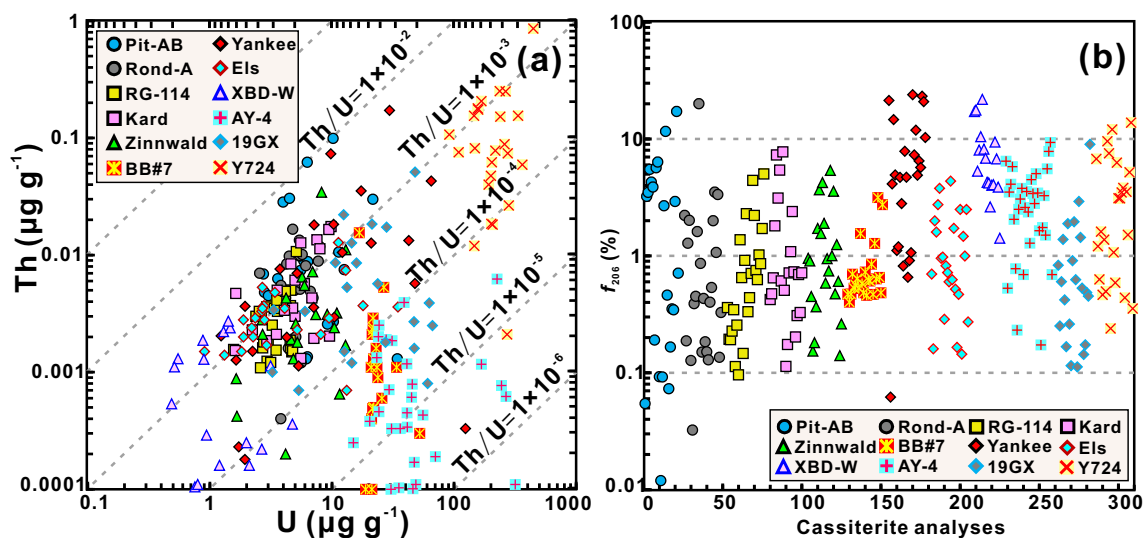 (a)
Th (µg g⁻¹)
1
0.1
0.01
0.001
0.0001
0.1
1
10
100
1000
U (µg g⁻¹)
Pit-AB
Rond-A
RG-114
Kard
Zinnwald
BB#7
Yankee
Els
XBD-W
AY-4
19GX
Y724
Th/U=1×10⁻²
Th/U=1×10⁻³
Th/U=1×10⁻⁴
Th/U=1×10⁻⁵
Th/U=1×10⁻⁶
(b)
f₂₀₆ (%)
100
10
1
0.1
0.01
0
50
100
150
200
250
300
Cassiterite analyses
Pit-AB
Rond-A
RG-114
Kard
Zinnwald
BB#7
Yankee
Els
XBD-W
AY-4
19GX
Y724